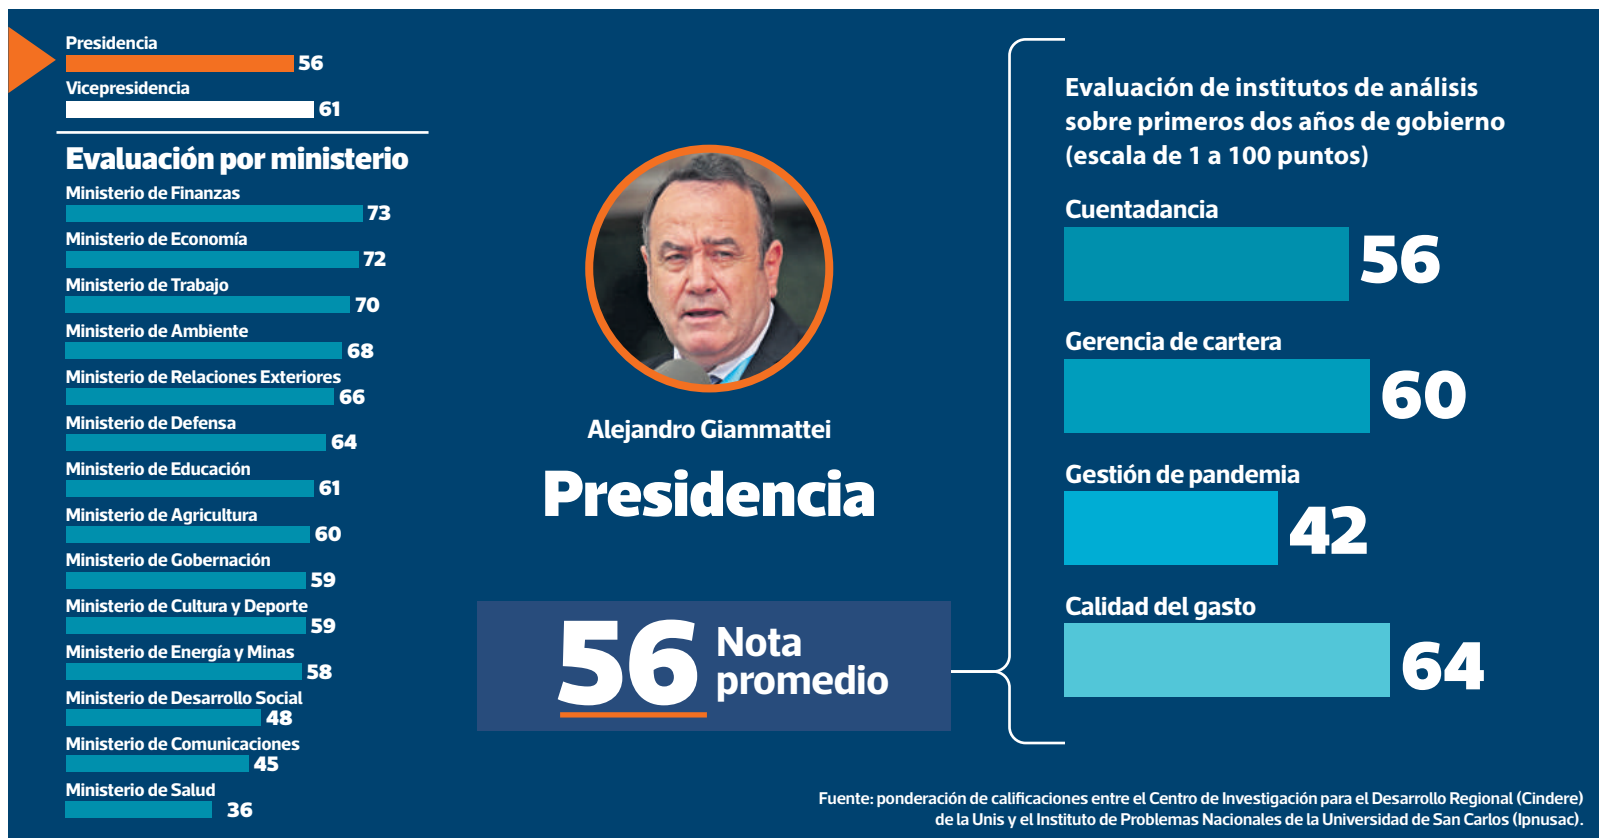 Presidencia
56
Vicepresidencia
61
Evaluación por ministerio
Ministerio de Finanzas
73
Ministerio de Economía
72
Ministerio de Trabajo
70
Ministerio de Ambiente
68
Ministerio de Relaciones Exteriores
66
Ministerio de Defensa
64
Ministerio de Educación
61
Ministerio de Agricultura
60
Ministerio de Gobernación
59
Ministerio de Cultura y Deporte
59
Ministerio de Energía y Minas
58
Ministerio de Desarrollo Social
48
Ministerio de Comunicaciones
45
Ministerio de Salud
36
Alejandro Giammattei
Presidencia
56
Nota
promedio
Evaluación de institutos de análisis
sobre primeros dos años de gobierno
(escala de 1 a 100 puntos)
Cuentadancia
56
Gerencia de cartera
60
Gestión de pandemia
42
Calidad del gasto
64
Fuente: ponderación de calificaciones entre el Centro de Investigación para el Desarrollo Regional (Cindere)
de la Unis y el Instituto de Problemas Nacionales de la Universidad de San Carlos (Ipnusac).